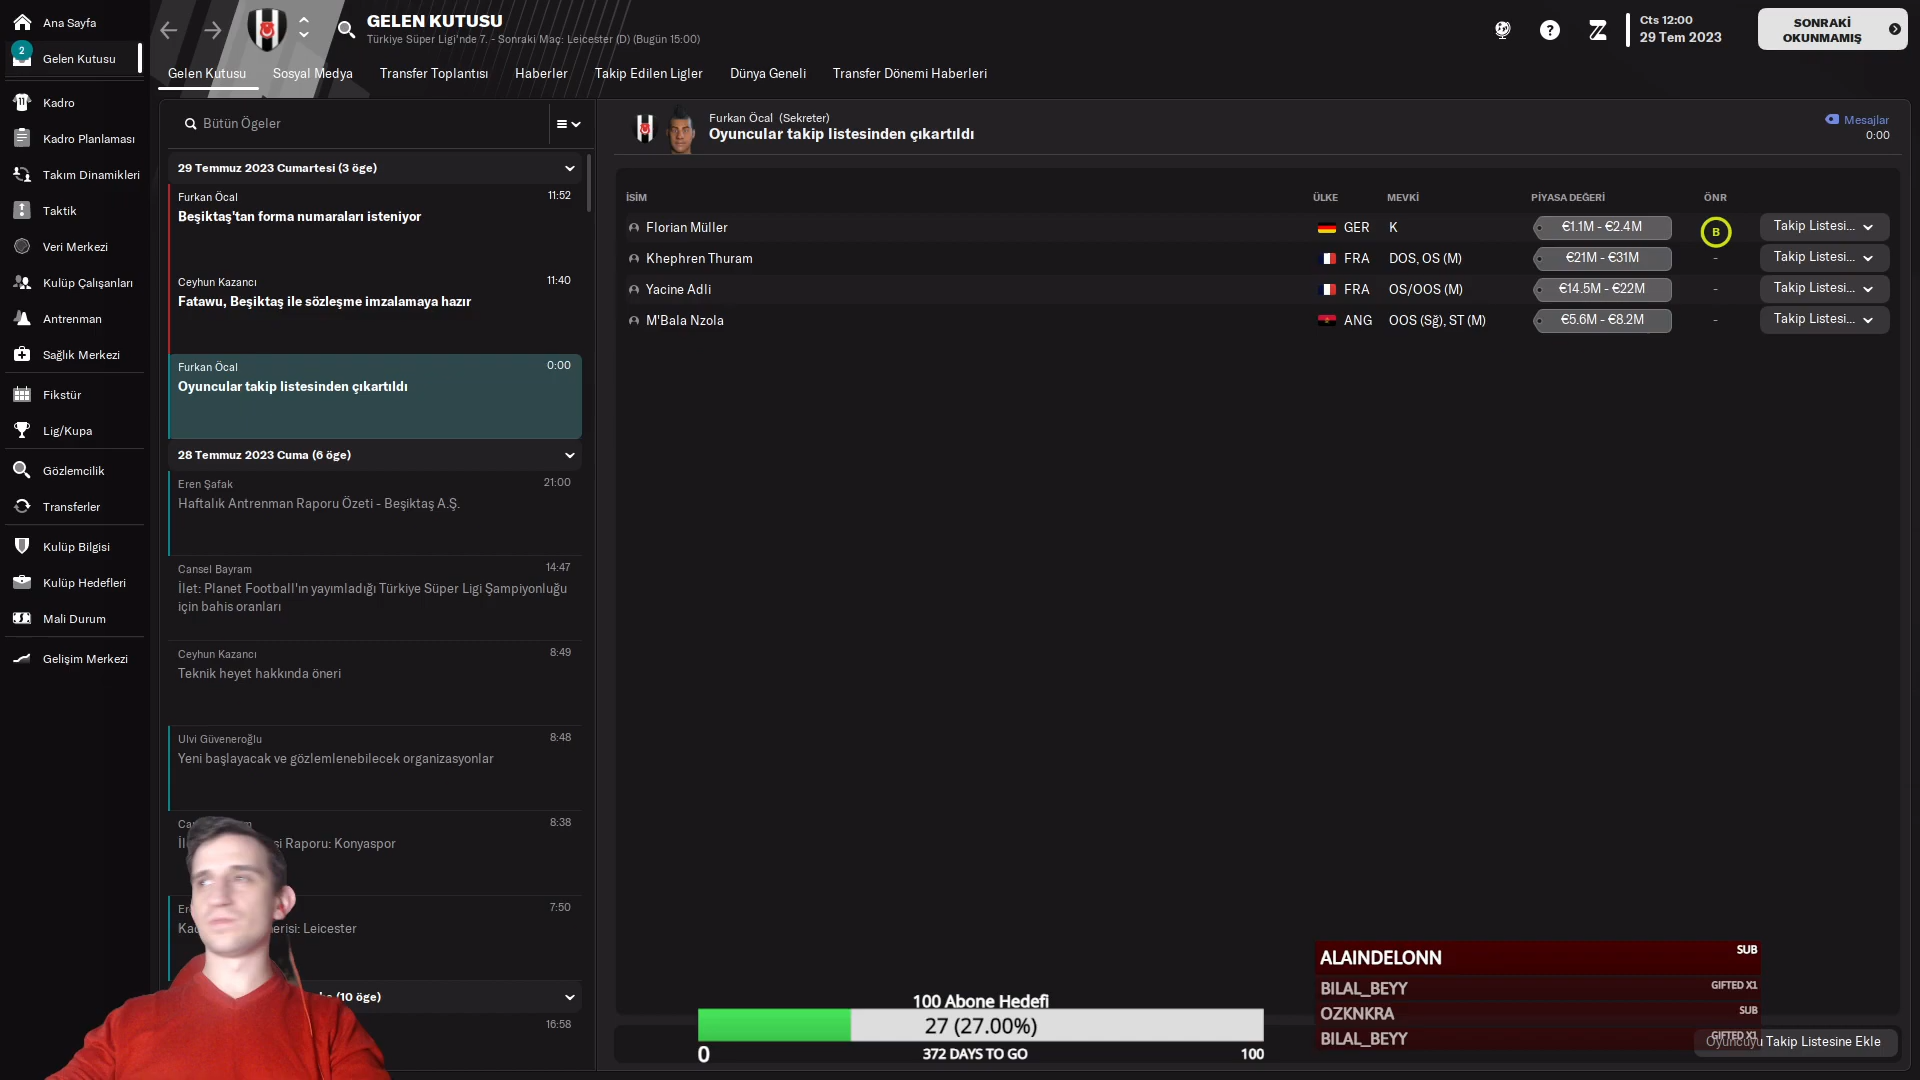 Ana Sayfa
2
Gelen Kutusu
Kadro
Kadro Planlaması
Takım Dinamikleri
Taktik
Veri Merkezi
Kulüp Çalışanları
Antrenman
Sağlık Merkezi
Fikstür
Lig/Kupa
Gözlemcilik
Transferler
Kulüp Bilgisi
Kulüp Hedefleri
Mali Durum
Gelişim Merkezi
GELEN KUTUSU
Türkiye Süper Ligi'nde 7. - Sonraki Maç: Leicester (D) (Bugün 15:00)
Cts 12:00
29 Tem 2023
SONRAKİ
OKUNMAMIŞ
Gelen Kutusu Sosyal Medya Transfer Toplantısı Haberler Takip Edilen Ligler Dünya Geneli Transfer Dönemi Haberleri
Bütün Ögeler
29 Temmuz 2023 Cumartesi (3 öge)
Furkan Öcal 11:52
Beşiktaş'tan forma numaraları isteniyor
Ceyhun Kazancı 11:40
Fatawu, Beşiktaş ile sözleşme imzalamaya hazır
Furkan Öcal 0:00
Oyuncular takip listesinden çıkartıldı
28 Temmuz 2023 Cuma (6 öge)
Eren Şafak 21:00
Haftalık Antrenman Raporu Özeti - Beşiktaş A.Ş.
Cansel Bayram 14:47
İlet: Planet Football'ın yayımladığı Türkiye Süper Ligi Şampiyonluğu
için bahis oranları
Ceyhun Kazancı 8:49
Teknik heyet hakkında öneri
Ulvi Güveneroğlu 8:48
Yeni başlayacak ve gözlemlenebilecek organizasyonlar
8:38
Raporu: Konyaspor
7:50
Leicester
(10 öge)
16:58
Furkan Öcal (Sekreter)
Oyuncular takip listesinden çıkartıldı
Mesajlar
0:00
İSİM ÜLKE MEVKİ PİYASA DEĞERİ ÖNR
Florian Müller GER K €1.1M - €2.4M B Takip Listesi...
Khephren Thuram FRA DOS, OS (M) €21M - €31M - Takip Listesi...
Yacine Adli FRA OS/OOS (M) €14.5M - €22M - Takip Listesi...
M'Bala Nzola ANG OOS (Sğ), ST (M) €5.6M - €8.2M - Takip Listesi...
ALAINDELONN SUB
BILAL_BEYY GIFTED X1
OZKNKRA SUB
BILAL_BEYY GIFTED X1
Oyuncuyu Takip Listesine Ekle
100 Abone Hedefi
27 (27.00%)
0 372 DAYS TO GO 100